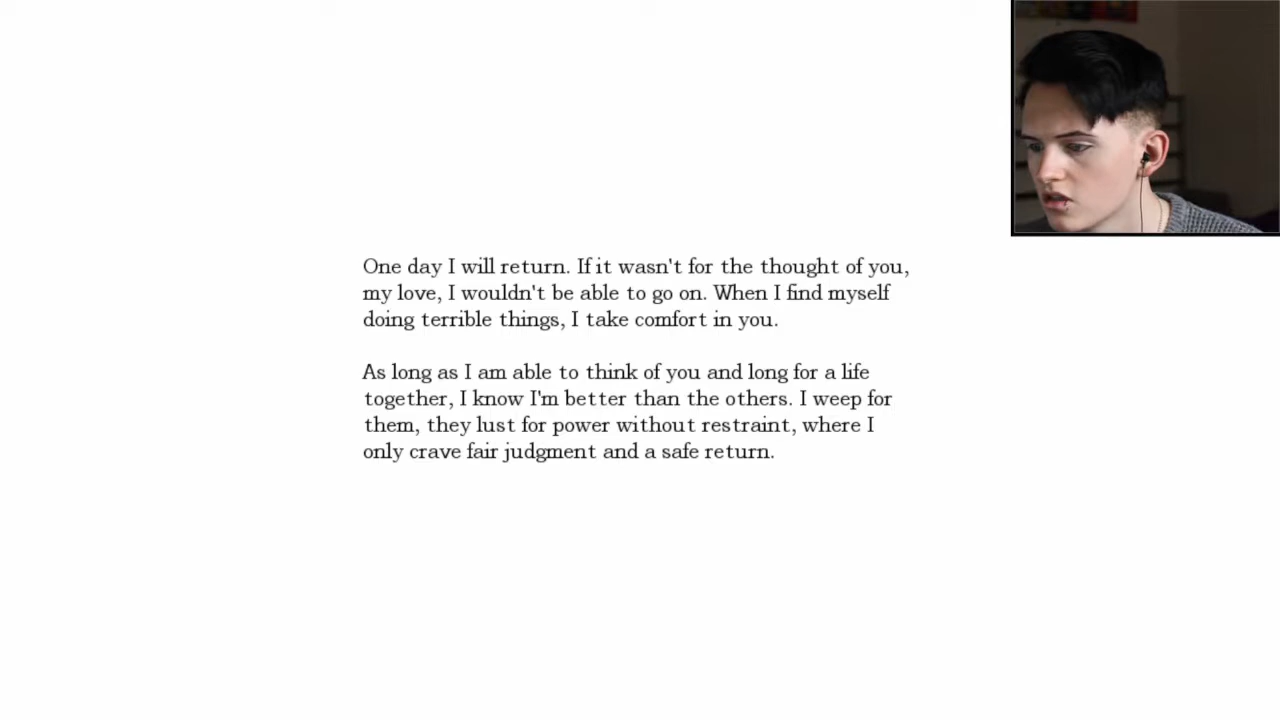 One day I will return. If it wasn't for the thought of you,
my love, I wouldn't be able to go on. When I find myself
doing terrible things, I take comfort in you.
As long as I am able to think of you and long for a life
together, I know I'm better than the others. I weep for
them, they lust for power without restraint, where I
only crave fair judgment and a safe return.